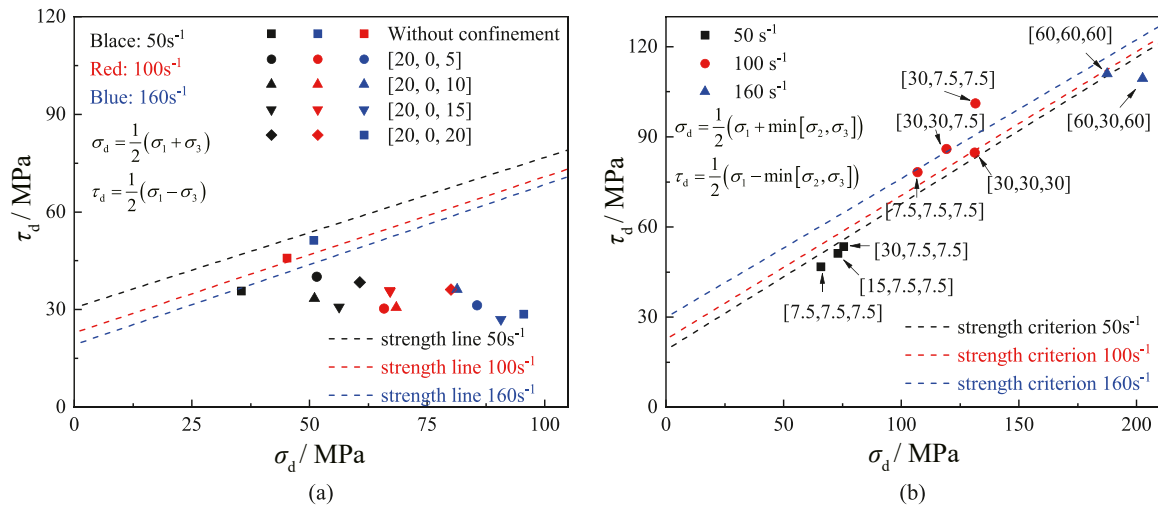 120
90
60
30
0
τd / MPa
Blace: 50s⁻¹
Red: 100s⁻¹
Blue: 160s⁻¹
σd = 1/2 (σ1 + σ3)
τd = 1/2 (σ1 − σ3)
Without confinement
[20, 0, 5]
[20, 0, 10]
[20, 0, 15]
[20, 0, 20]
strength line 50s⁻¹
strength line 100s⁻¹
strength line 160s⁻¹
0 25 50 75 100
σd / MPa
(a)
120
90
60
30
0
τd / MPa
50 s⁻¹
100 s⁻¹
160 s⁻¹
σd = 1/2 (σ1 + min[σ2, σ3])
τd = 1/2 (σ1 − min[σ2, σ3])
[60,60,60]
[30,7.5,7.5]
[30,30,7.5]
[60,30,60]
[30,30,30]
[7.5,7.5,7.5]
[30,7.5,7.5]
[15,7.5,7.5]
[7.5,7.5,7.5]
strength criterion 50s⁻¹
strength criterion 100s⁻¹
strength criterion 160s⁻¹
0 50 100 150 200
σd / MPa
(b)